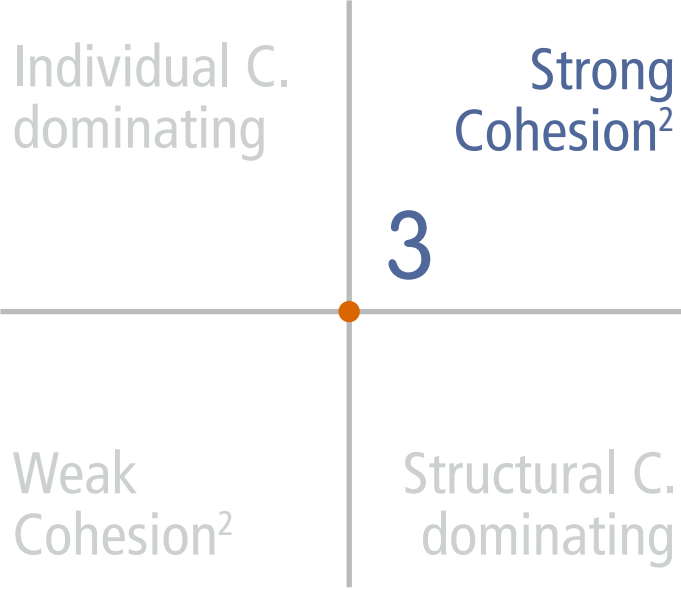 Individual C.
dominating
Strong
Cohesion²
3
Weak
Cohesion²
Structural C.
dominating